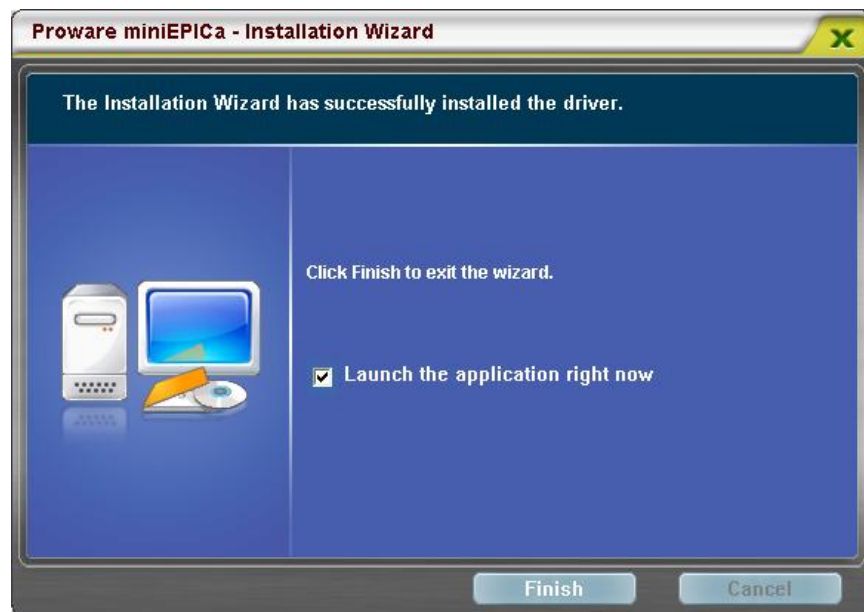 Proware miniEPICa - Installation Wizard
The Installation Wizard has successfully installed the driver.
Click Finish to exit the wizard.
Launch the application right now
Finish
Cancel